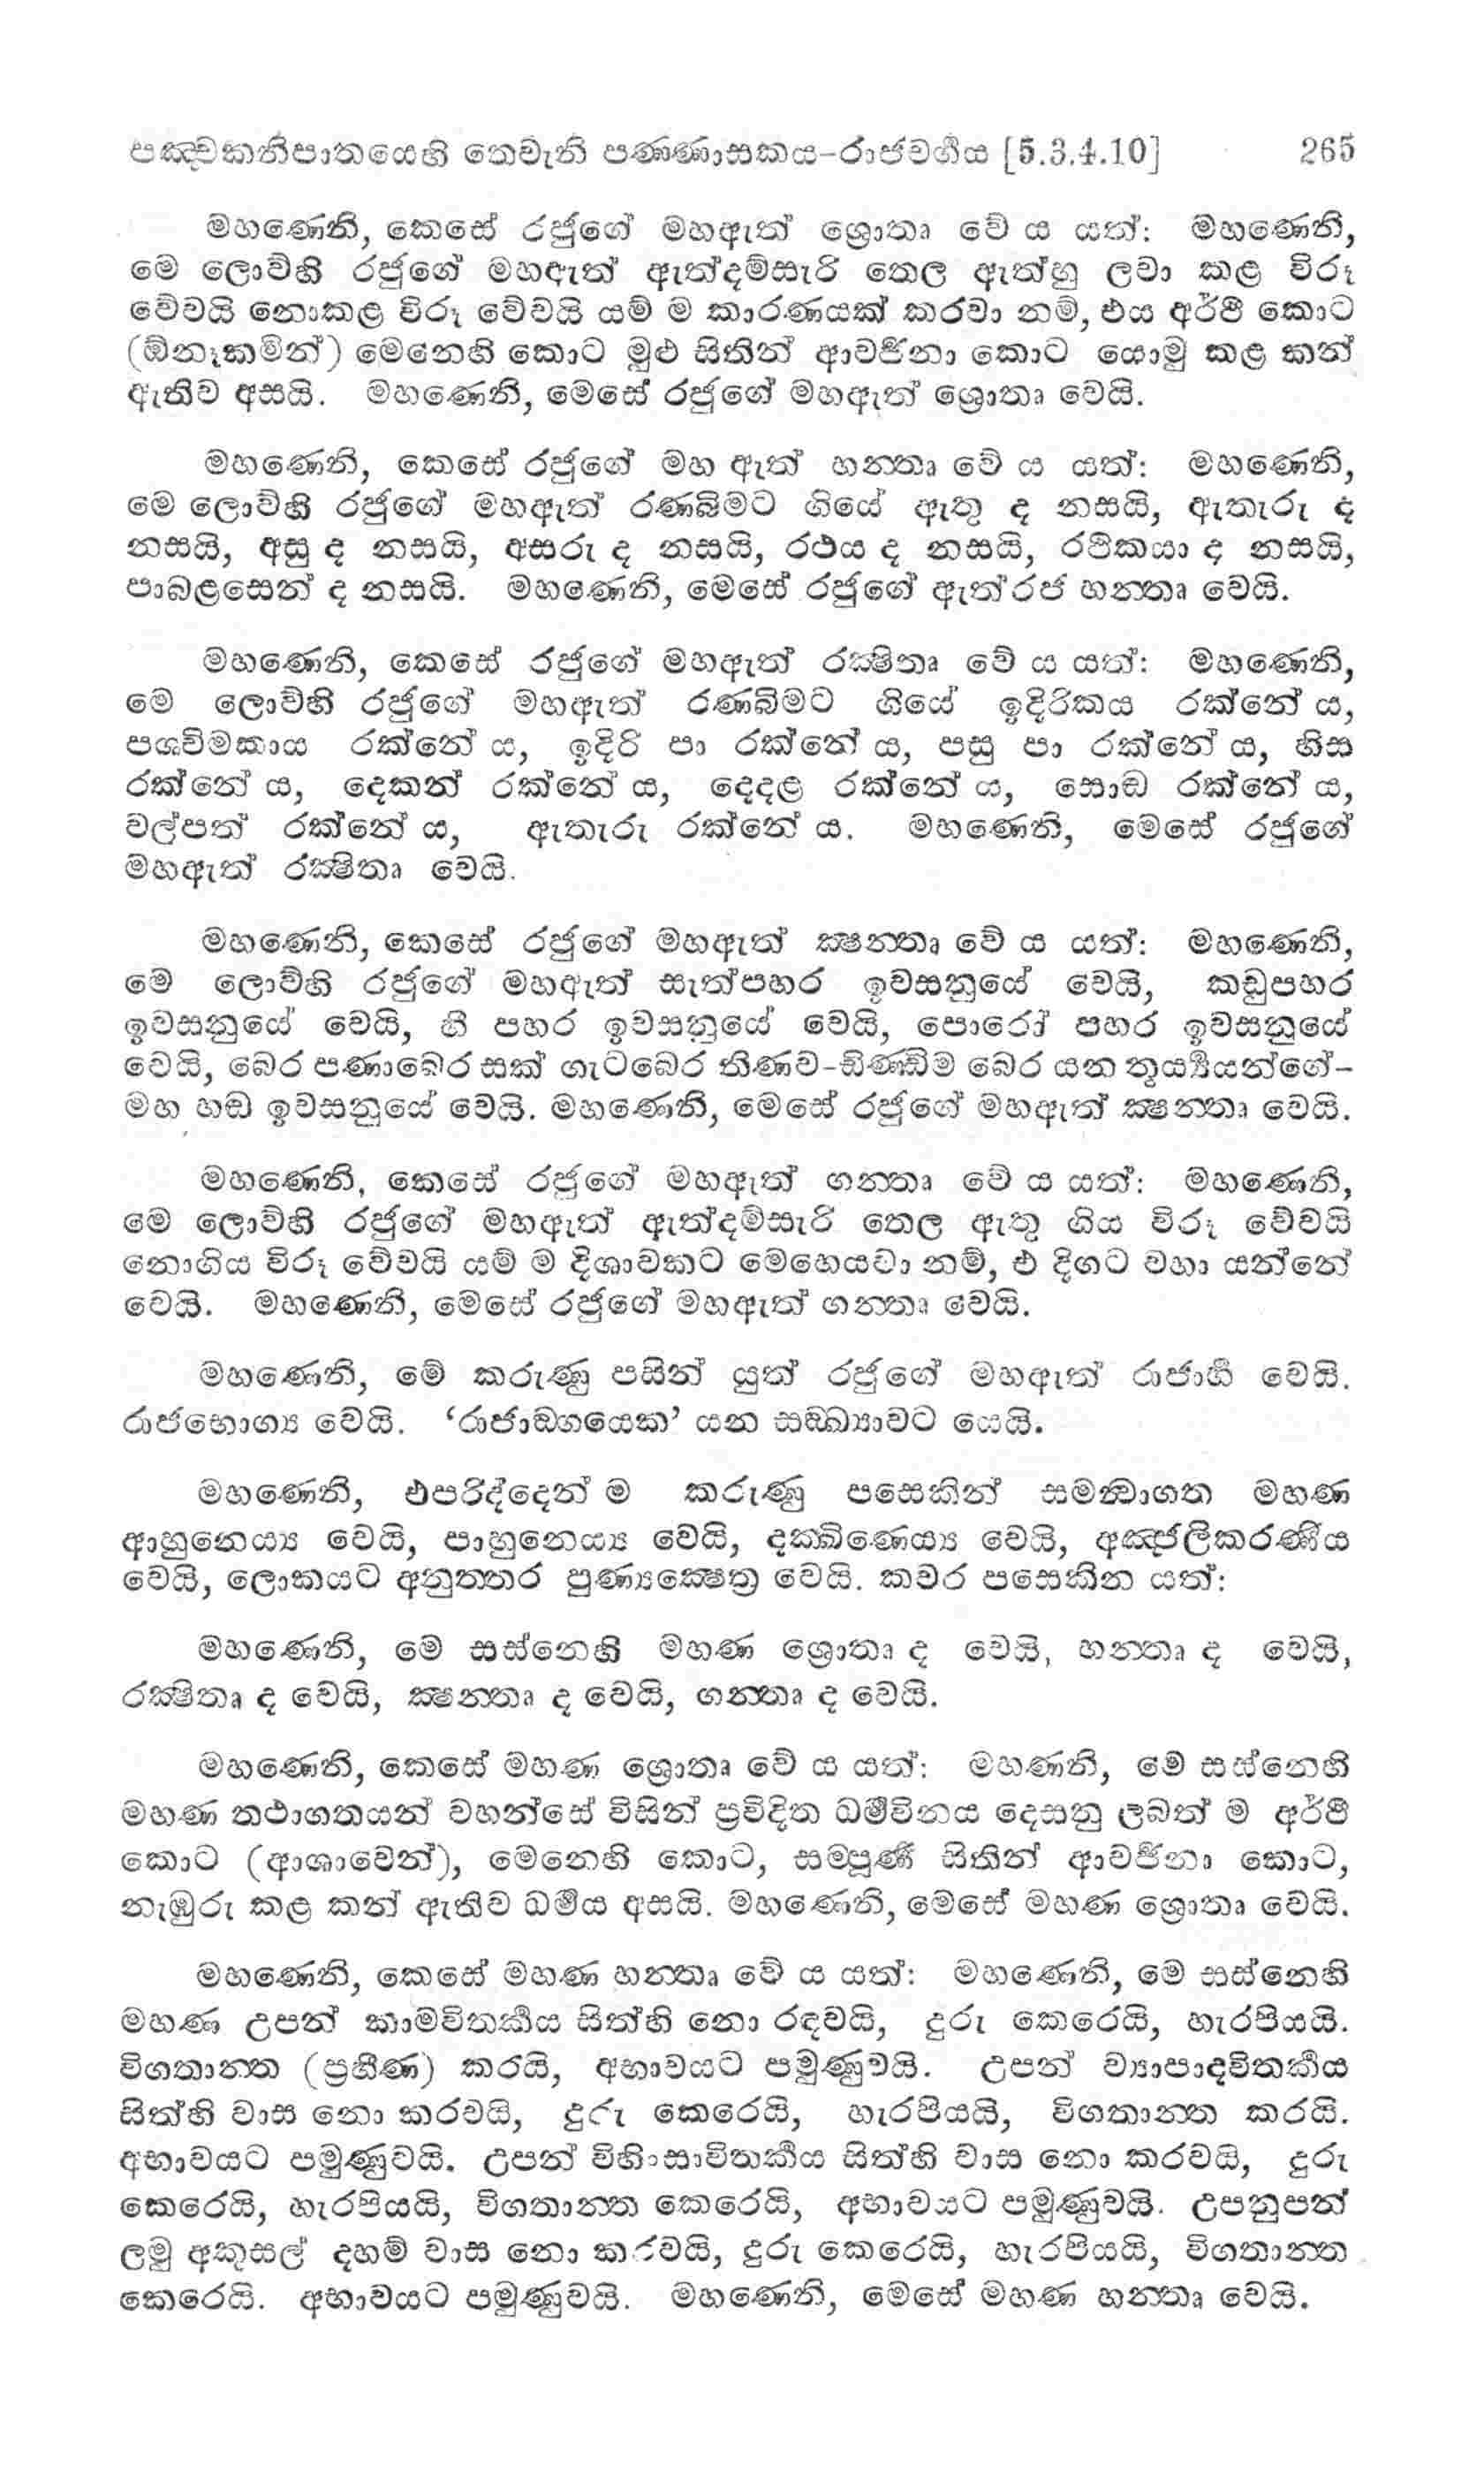 පඤ්චකනිපාතයෙහි තෙවැනි පණ්ණාසකය-රාජවර්‍ගය [5.3.4.10] 265
මහණෙනි, කෙසේ රජුගේ මහඇත් ශ්‍රොතෘ වේ ය යත්: මහණෙනි,
මෙ ලොව්හි රජුගේ මහඇත් ඇත්දම්සැරි තෙල ඇත්හු ලවා කළ විරූ
වේවයි නොකළ විරූ වේවයි යම් ම කාරණයක් කරවා නම්, එය අර්ථී කොට
(ඕනෑකමින්) මෙනෙහි කොට මුළු සිතින් ආවර්‍ජනා කොට යොමු කළ කන්
ඇතිව අසයි. මහණෙනි, මෙසේ රජුගේ මහඇත් ශ්‍රොතෘ වෙයි.
මහණෙනි, කෙසේ රජුගේ මහ ඇත් හන්තෘ වේ ය යත්: මහණෙනි,
මෙ ලොව්හි රජුගේ මහඇත් රණබිමට ගියේ ඇතු ද නසයි, ඇතැරු ද
නසයි, අසු ද නසයි, අසරු ද නසයි, රථය ද නසයි, රථිකයා ද නසයි,
පාබළසෙන් ද නසයි. මහණෙනි, මෙසේ රජුගේ ඇත්රජ හන්තෘ වෙයි.
මහණෙනි, කෙසේ රජුගේ මහඇත් රක්‍ෂිතෘ වේ ය යත්: මහණෙනි,
මෙ ලොව්හි රජුගේ මහඇත් රණබිමට ගියේ ඉදිරිකය රක්නේ ය,
පශ්චිමකාය රක්නේ ය, ඉදිරි පා රක්නේ ය, පසු පා රක්නේ ය, හිස
රක්නේ ය, දෙකන් රක්නේ ය, දෙදළ රක්නේ ය, සොඬ රක්නේ ය,
වල්පත් රක්නේ ය, ඇතැරු රක්නේ ය. මහණෙනි, මෙසේ රජුගේ
මහඇත් රක්‍ෂිතෘ වෙයි.
මහණෙනි, කෙසේ රජුගේ මහඇත් ක්‍ෂන්තෘ වේ ය යත්: මහණෙනි,
මෙ ලොව්හි රජුගේ මහඇත් සැත්පහර ඉවසනුයේ වෙයි, කඩුපහර
ඉවසනුයේ වෙයි, හී පහර ඉවසනුයේ වෙයි, පොරෝ පහර ඉවසනුයේ
වෙයි, බෙර පණාබෙර සක් ගැටබෙර තිණව-ඩිණ්ඩිම බෙර යන තූර්‍ය්‍යයන්ගේ-
මහ හඬ ඉවසනුයේ වෙයි. මහණෙනි, මෙසේ රජුගේ මහඇත් ක්‍ෂන්තෘ වෙයි.
මහණෙනි, කෙසේ රජුගේ මහඇත් ගන්තෘ වේ ය යත්: මහණෙනි,
මෙ ලොව්හි රජුගේ මහඇත් ඇත්දම්සැරි තෙල ඇතු ගිය විරූ වේවයි
නොගිය විරූ වේවයි යම් ම දිශාවකට මෙහෙයවා නම්, එ දිගට වහා යන්නේ
වෙයි. මහණෙනි, මෙසේ රජුගේ මහඇත් ගන්තෘ වෙයි.
මහණෙනි, මේ කරුණු පසින් යුත් රජුගේ මහඇත් රාජාර්‍හ වෙයි.
රාජභොග්‍ය වෙයි. ‘රාජාඞ්ගයෙක’ යන සඞ්ඛ්‍යාවට යෙයි.
මහණෙනි, එපරිද්දෙන් ම කරුණු පසෙකින් සමන්‍වාගත මහණ
ආහුනෙය්‍ය වෙයි, පාහුනෙය්‍ය වෙයි, දක්ඛිණෙය්‍ය වෙයි, අඤ්ජලිකරණීය
වෙයි, ලොකයට අනුත්තර පුණ්‍යක්‍ෂෙත්‍ර වෙයි. කවර පසෙකින යත්:
මහණෙනි, මෙ සස්නෙහි මහණ ශ්‍රොතෘ ද වෙයි, හන්තෘ ද වෙයි,
රක්‍ෂිතෘ ද වෙයි, ක්‍ෂන්තෘ ද වෙයි, ගන්තෘ ද වෙයි.
මහණෙනි, කෙසේ මහණ ශ්‍රොතෘ වේ ය යත්: මහණනි, මෙ සස්නෙහි
මහණ තථාගතයන් වහන්සේ විසින් ප්‍රවිදිත ධර්‍මවිනය දෙසනු ලබත් ම අර්ථී
කොට (ආශාවෙන්), මෙනෙහි කොට, සම්පූර්‍ණ සිතින් ආවර්‍ජනා කොට,
නැඹුරු කළ කන් ඇතිව ධර්‍මය අසයි. මහණෙනි, මෙසේ මහණ ශ්‍රොතෘ වෙයි.
මහණෙනි, කෙසේ මහණ හන්තෘ වේ ය යත්: මහණෙනි, මෙ සස්නෙහි
මහණ උපන් කාමවිතර්‍කය සිත්හි නො රඳවයි, දුරු කෙරෙයි, හැරපියයි.
විගතාන්ත (ප්‍රහීණ) කරයි, අභාවයට පමුණුවයි. උපන් ව්‍යාපාදවිතර්‍කය
සිත්හි වාස නො කරවයි, දුරු කෙරෙයි, හැරපියයි, විගතාන්ත කරයි.
අභාවයට පමුණුවයි. උපන් විහිංසාවිතර්‍කය සිත්හි වාස නො කරවයි, දුරු
කෙරෙයි, හැරපියයි, විගතාන්ත කෙරෙයි, අභාවයට පමුණුවයි. උපනුපන්
ලමු අකුසල් දහම් වාස නො කරවයි, දුරු කෙරෙයි, හැරපියයි, විගතාන්ත
කෙරෙයි. අභාවයට පමුණුවයි. මහණෙනි, මෙසේ මහණ හන්තෘ වෙයි.